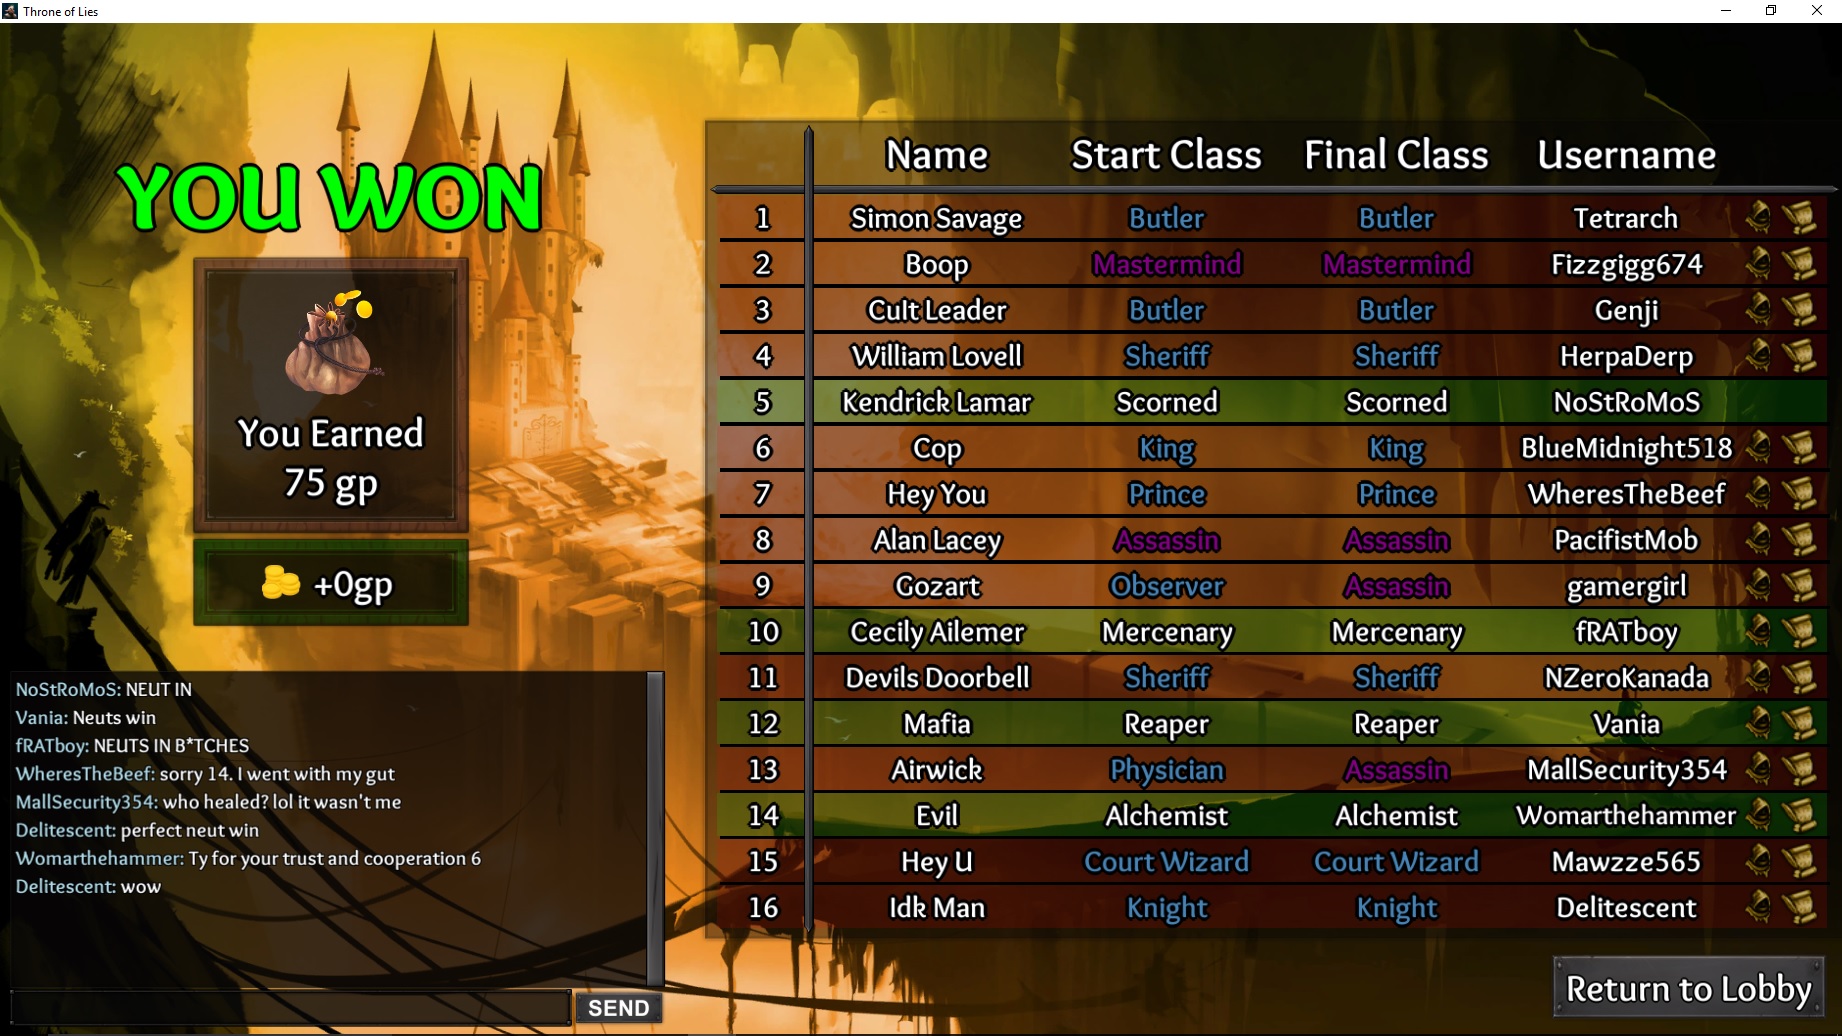 Throne of Lies
YOU WON
You Earned
75 gp
+0gp
NoStRoMoS: NEUT IN
Vania: Neuts win
fRATboy: NEUTS IN B*TCHES
WheresTheBeef: sorry 14. I went with my gut
MallSecurity354: who healed? lol it wasn't me
Delitescent: perfect neut win
Womarthehammer: Ty for your trust and cooperation 6
Delitescent: wow
SEND
Name Start Class Final Class Username
1 Simon Savage Butler Butler Tetrarch
2 Boop Mastermind Mastermind Fizzgigg674
3 Cult Leader Butler Butler Genji
4 William Lovell Sheriff Sheriff HerpaDerp
5 Kendrick Lamar Scorned Scorned NoStRoMoS
6 Cop King King BlueMidnight518
7 Hey You Prince Prince WheresTheBeef
8 Alan Lacey Assassin Assassin PacifistMob
9 Gozart Observer Assassin gamergirl
10 Cecily Ailemer Mercenary Mercenary fRATboy
11 Devils Doorbell Sheriff Sheriff NZeroKanada
12 Mafia Reaper Reaper Vania
13 Airwick Physician Assassin MallSecurity354
14 Evil Alchemist Alchemist Womarthehammer
15 Hey U Court Wizard Court Wizard Mawzze565
16 Idk Man Knight Knight Delitescent
Return to Lobby